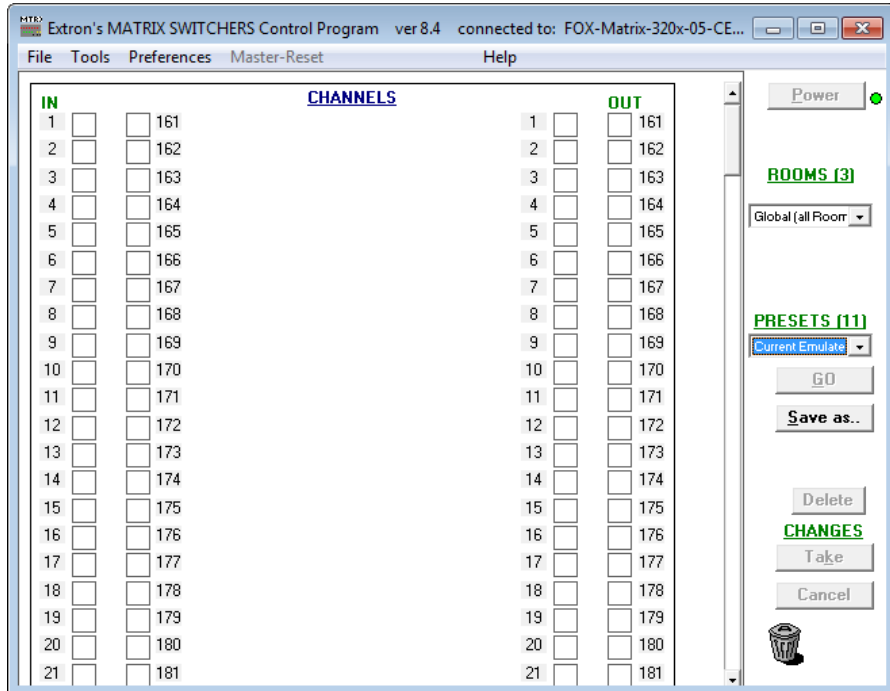 MTRX
Extron's MATRIX SWITCHERS Control Program ver 8.4 connected to: FOX-Matrix-320x-05-CE...
File Tools Preferences Master-Reset Help
IN CHANNELS OUT
1 161 1 161
2 162 2 162
3 163 3 163
4 164 4 164
5 165 5 165
6 166 6 166
7 167 7 167
8 168 8 168
9 169 9 169
10 170 10 170
11 171 11 171
12 172 12 172
13 173 13 173
14 174 14 174
15 175 15 175
16 176 16 176
17 177 17 177
18 178 18 178
19 179 19 179
20 180 20 180
21 181 21 181
Power
ROOMS (3)
Global (all Room
PRESETS (11)
Current Emulate
GO
Save as..
Delete
CHANGES
Take
Cancel